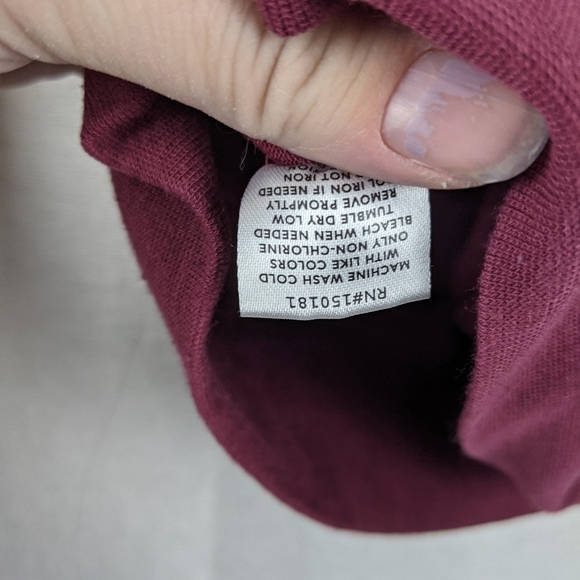 RN#150181
MACHINE WASH COLD
WITH LIKE COLORS
ONLY NON-CHLORINE
BLEACH WHEN NEEDED
TUMBLE DRY LOW
REMOVE PROMPTLY
OL IRON IF NEEDED
NOT IRON